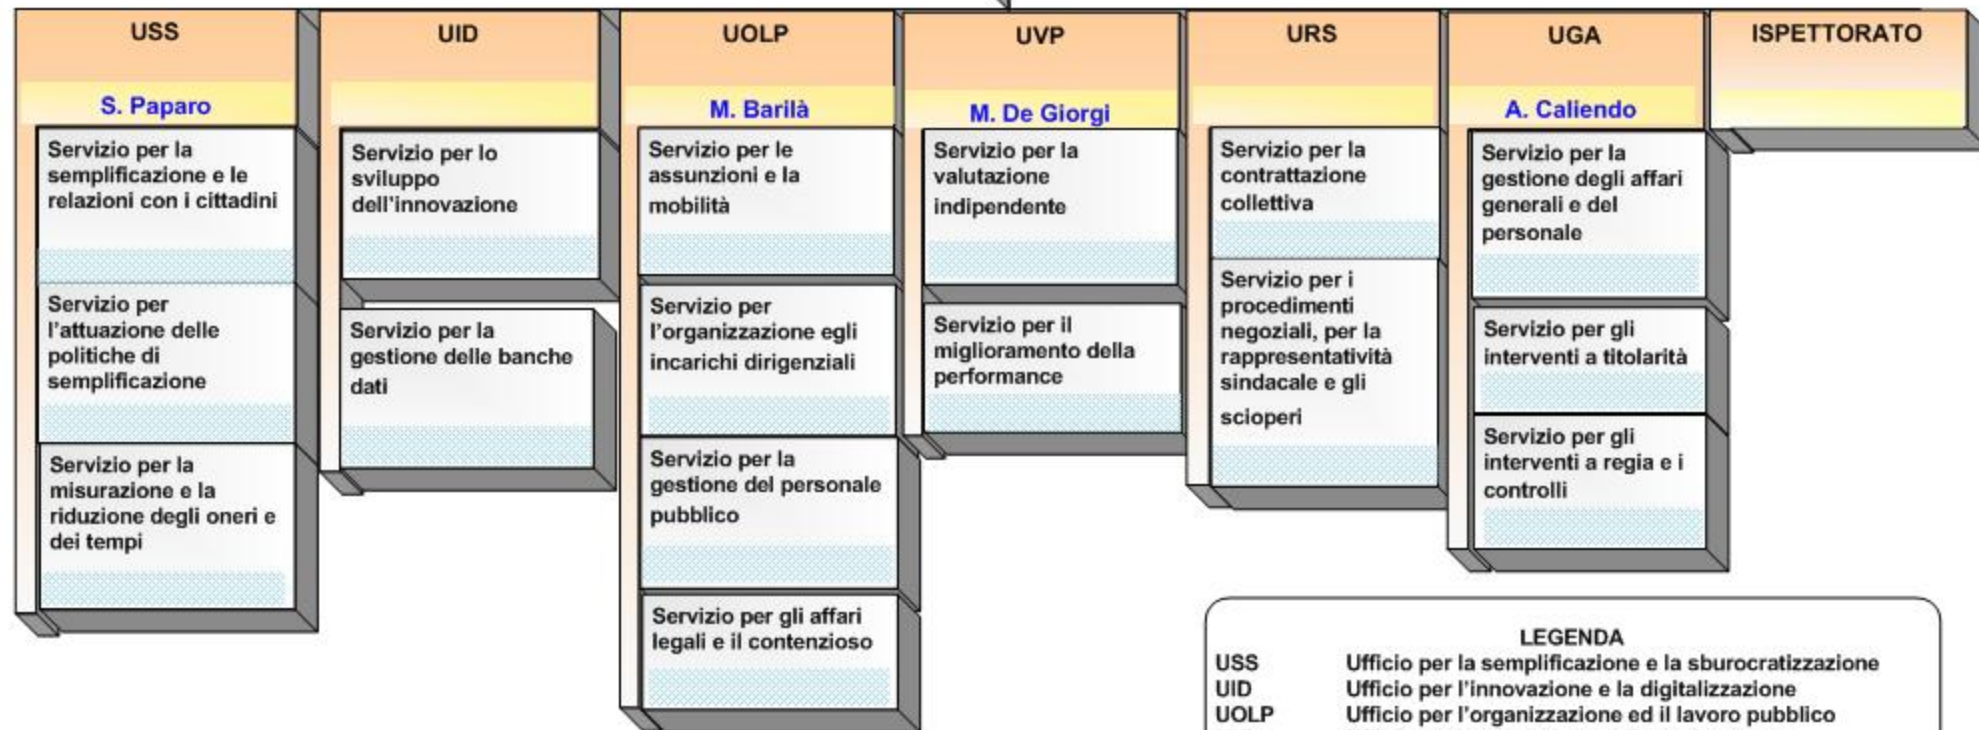 USS
S. Paparo
Servizio per la
semplificazione e le
relazioni con i cittadini
Servizio per
l'attuazione delle
politiche di
semplificazione
Servizio per la
misurazione e la
riduzione degli oneri e
dei tempi
UID
Servizio per lo
sviluppo
dell'innovazione
Servizio per la
gestione delle banche
dati
UOLP
M. Barilà
Servizio per le
assunzioni e la
mobilità
Servizio per
l'organizzazione egli
incarichi dirigenziali
Servizio per la
gestione del personale
pubblico
Servizio per gli affari
legali e il contenzioso
UVP
M. De Giorgi
Servizio per la
valutazione
indipendente
Servizio per il
miglioramento della
performance
URS
Servizio per la
contrattazione
collettiva
Servizio per i
procedimenti
negoziali, per la
rappresentatività
sindacale e gli
scioperi
UGA
A. Caliendo
Servizio per la
gestione degli affari
generali e del
personale
Servizio per gli
interventi a titolarità
Servizio per gli
interventi a regia e i
controlli
ISPETTORATO
LEGENDA
USS Ufficio per la semplificazione e la sburocratizzazione
UID Ufficio per l'innovazione e la digitalizzazione
UOLP Ufficio per l'organizzazione ed il lavoro pubblico